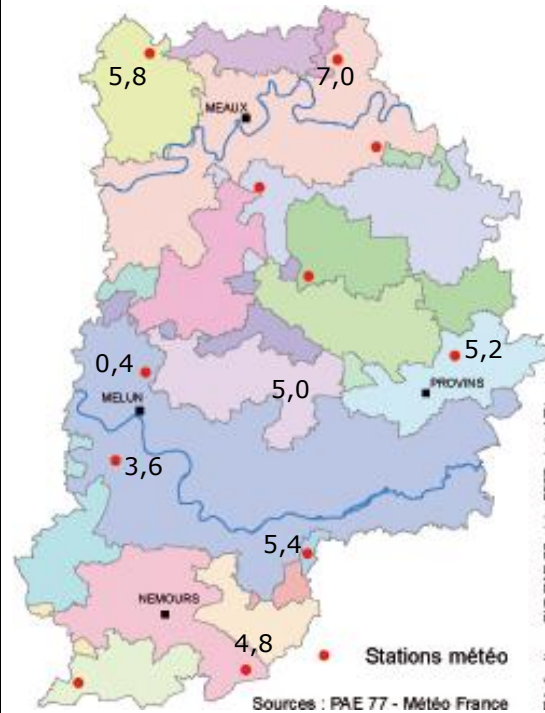 5,8
7,0
MEAUX
0,4
5,2
5,0
PROVINS
MELUN
3,6
5,4
NEMOURS
4,8
Stations météo
Sources : PAE 77 - Météo France